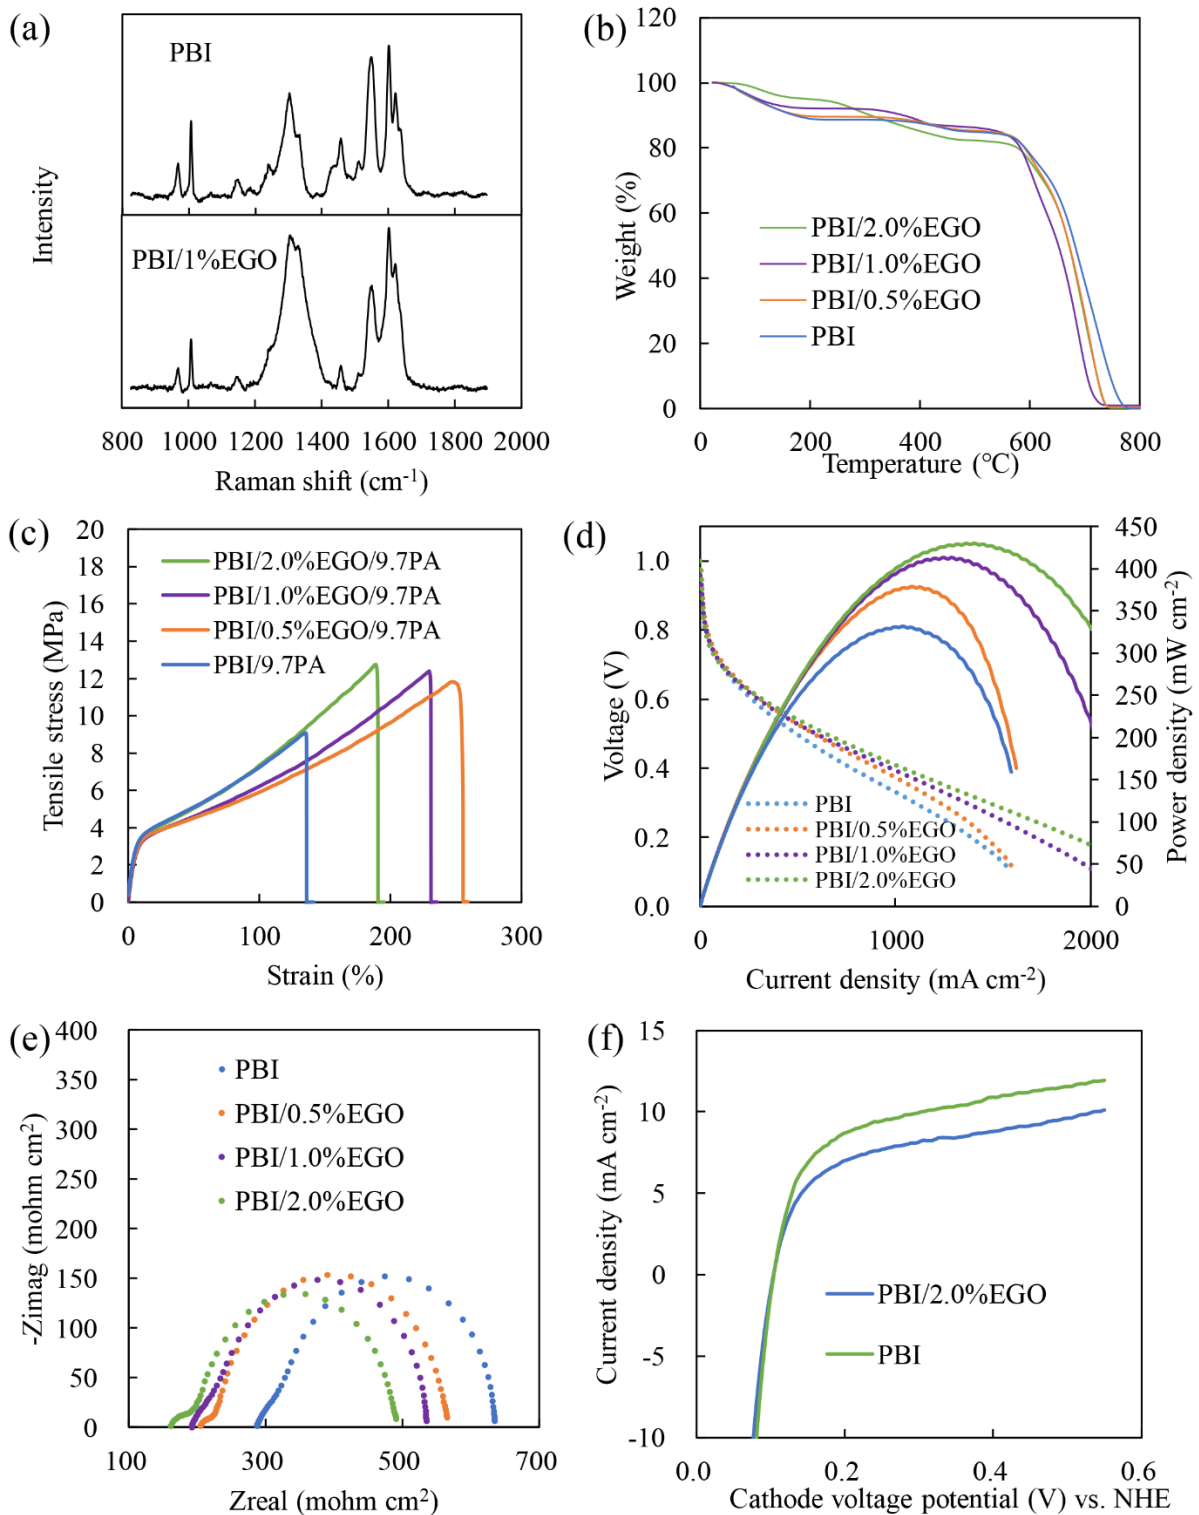 (a)
PBI
PBI/1%EGO
Intensity
800 1000 1200 1400 1600 1800 2000
Raman shift (cm-1)
(b)
120
100
80
60
40
20
0
Weight (%)
PBI/2.0%EGO
PBI/1.0%EGO
PBI/0.5%EGO
PBI
0 200 400 600 800
Temperature (°C)
(c)
20
18
16
14
12
10
8
6
4
2
0
Tensile stress (MPa)
PBI/2.0%EGO/9.7PA
PBI/1.0%EGO/9.7PA
PBI/0.5%EGO/9.7PA
PBI/9.7PA
0 100 200 300
Strain (%)
(d)
1.0
0.8
0.6
0.4
0.2
0.0
Voltage (V)
450
400
350
300
250
200
150
100
50
0
Power density (mW cm-2)
PBI
PBI/0.5%EGO
PBI/1.0%EGO
PBI/2.0%EGO
0 1000 2000
Current density (mA cm-2)
(e)
400
350
300
250
200
150
100
50
0
-Zimag (mohm cm2)
PBI
PBI/0.5%EGO
PBI/1.0%EGO
PBI/2.0%EGO
100 300 500 700
Zreal (mohm cm2)
(f)
15
10
5
0
-5
-10
Current density (mA cm-2)
PBI/2.0%EGO
PBI
0.0 0.2 0.4 0.6
Cathode voltage potential (V) vs. NHE